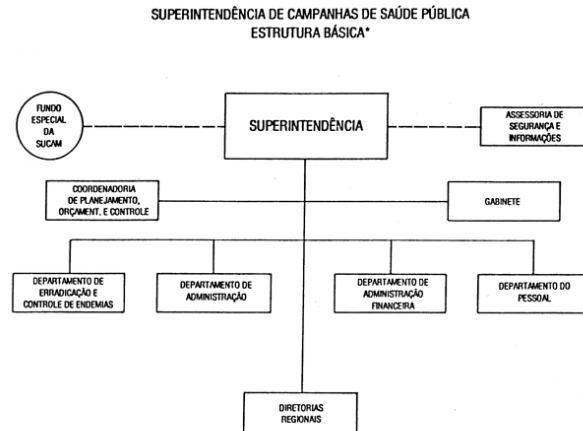 SUPERINTENDÊNCIA DE CAMPANHAS DE SAÚDE PÚBLICA
ESTRUTURA BÁSICA*
FUNDO
ESPECIAL
DA
SUCAM
SUPERINTENDÊNCIA
ASSESSORIA DE
SEGURANÇA E
INFORMAÇÕES
COORDENADORIA
DE PLANEJAMENTO,
ORÇAMENT. E CONTROLE
GABINETE
DEPARTAMENTO DE
ERRADICAÇÃO E
CONTROLE DE ENDEMIAS
DEPARTAMENTO DE
ADMINISTRAÇÃO
DEPARTAMENTO DE
ADMINISTRAÇÃO
FINANCEIRA
DEPARTAMENTO DO
PESSOAL
DIRETORIAS
REGIONAIS